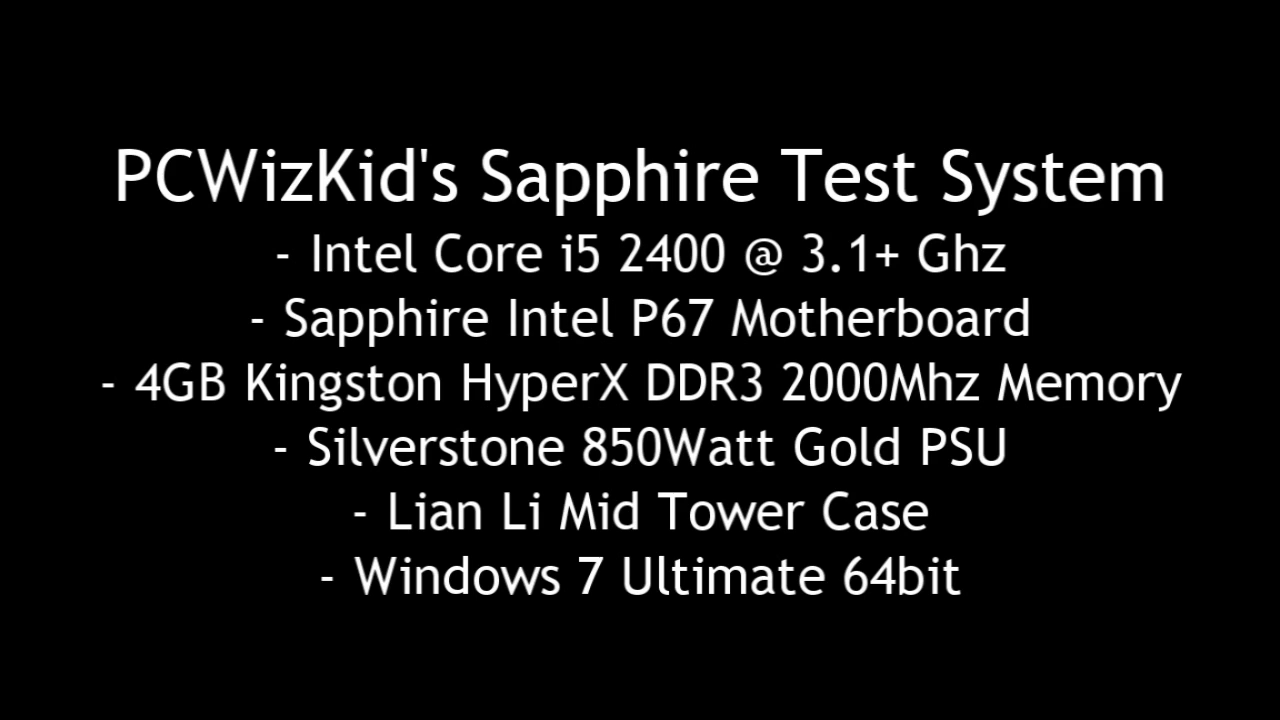 PCWizKid's Sapphire Test System
- Intel Core i5 2400 @ 3.1+ Ghz
- Sapphire Intel P67 Motherboard
- 4GB Kingston HyperX DDR3 2000Mhz Memory
- Silverstone 850Watt Gold PSU
- Lian Li Mid Tower Case
- Windows 7 Ultimate 64bit